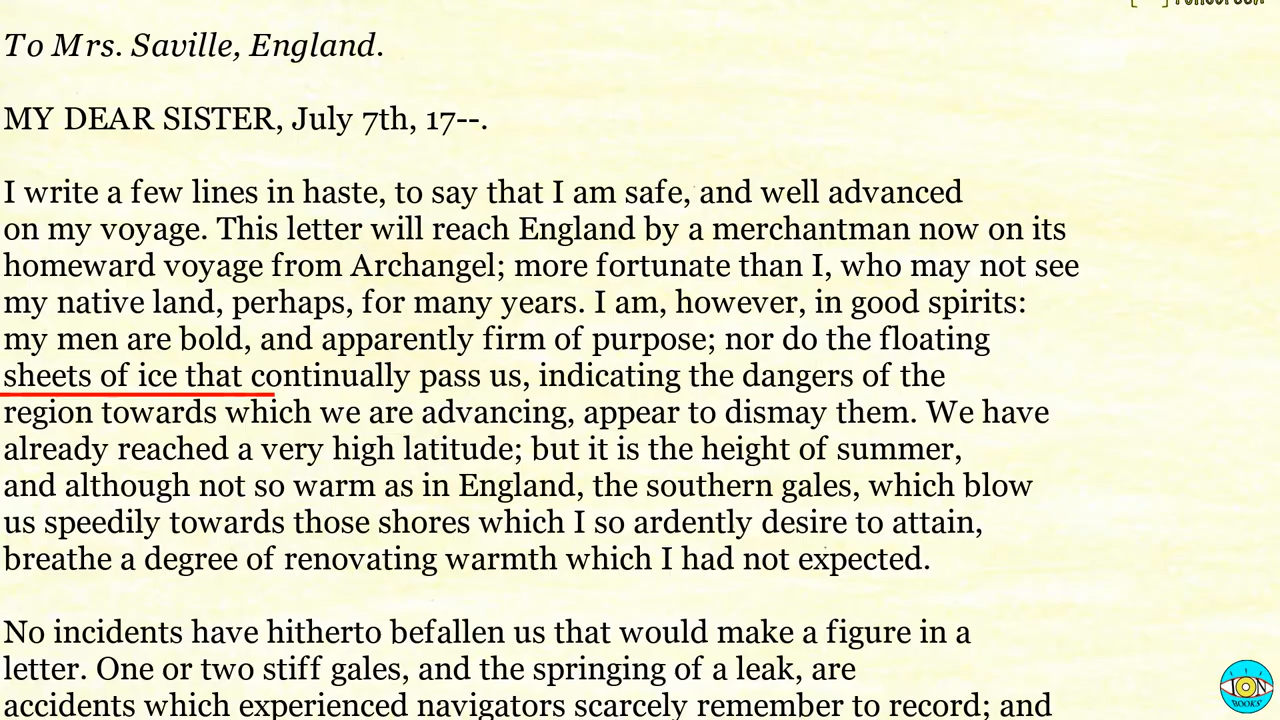 To Mrs. Saville, England.
MY DEAR SISTER, July 7th, 17--.
I write a few lines in haste, to say that I am safe, and well advanced
on my voyage. This letter will reach England by a merchantman now on its
homeward voyage from Archangel; more fortunate than I, who may not see
my native land, perhaps, for many years. I am, however, in good spirits:
my men are bold, and apparently firm of purpose; nor do the floating
sheets of ice that continually pass us, indicating the dangers of the
region towards which we are advancing, appear to dismay them. We have
already reached a very high latitude; but it is the height of summer,
and although not so warm as in England, the southern gales, which blow
us speedily towards those shores which I so ardently desire to attain,
breathe a degree of renovating warmth which I had not expected.
No incidents have hitherto befallen us that would make a figure in a
letter. One or two stiff gales, and the springing of a leak, are
accidents which experienced navigators scarcely remember to record; and
ION
BOOKS